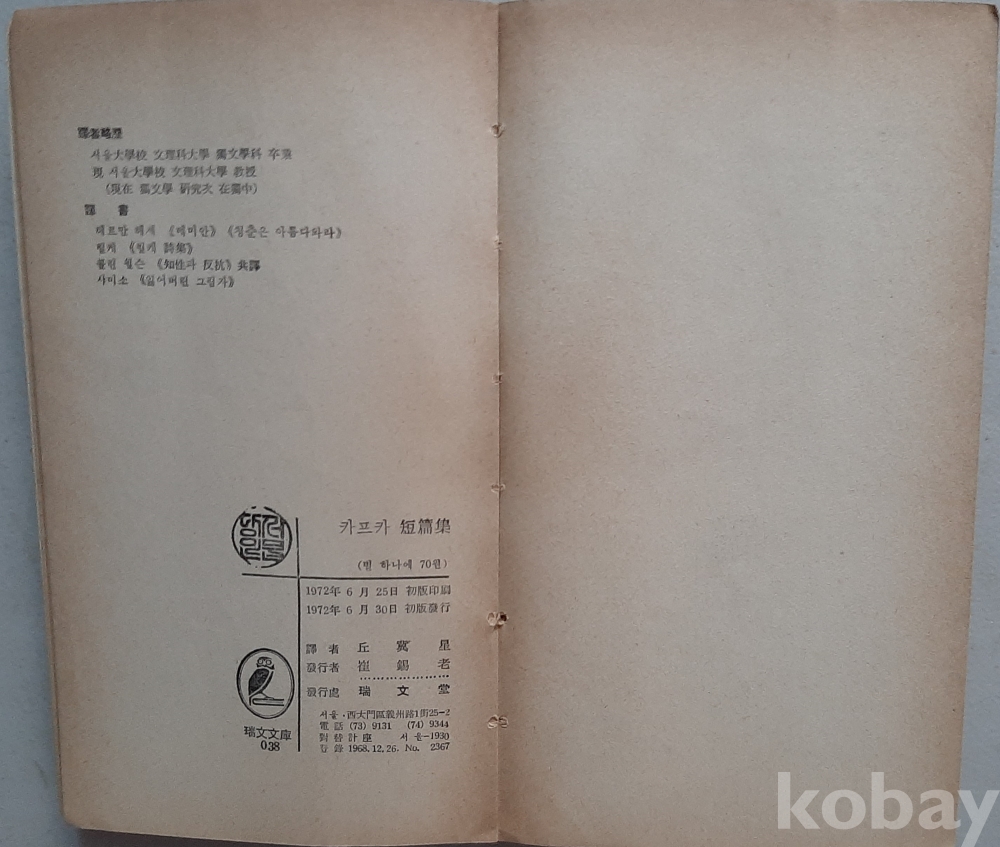 譯者略歷
서울大學校 文理科大學 獨文學科 卒業
現 서울大學校 文理科大學 敎授
(現在 獨文學 硏究次 在獨中)
譯書
헤르만 헤세 《데미안》 《청춘은 아름다와라》
릴케 《릴케 詩集》
콜린 윌슨 《知性과 反抗》 共譯
샤미소 《잃어버린 그림자》
카프카 短篇集
(별 하나에 70원)
1972年 6月 25日 初版印刷
1972年 6月 30日 初版發行
譯者 丘冀星
發行者 崔錫老
發行處 瑞文堂
서울·西大門區義州路1街25-2
電話 (73) 9131 (74) 9344
對替計座 서울-1930
登錄 1968.12.26. No. 2367
瑞文文庫
038
kobay